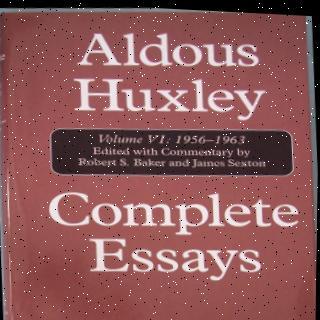 Aldous
Huxley
Volume VI: 1956–1963
Edited with Commentary by
Robert S. Baker and James Sexton
Complete
Essays